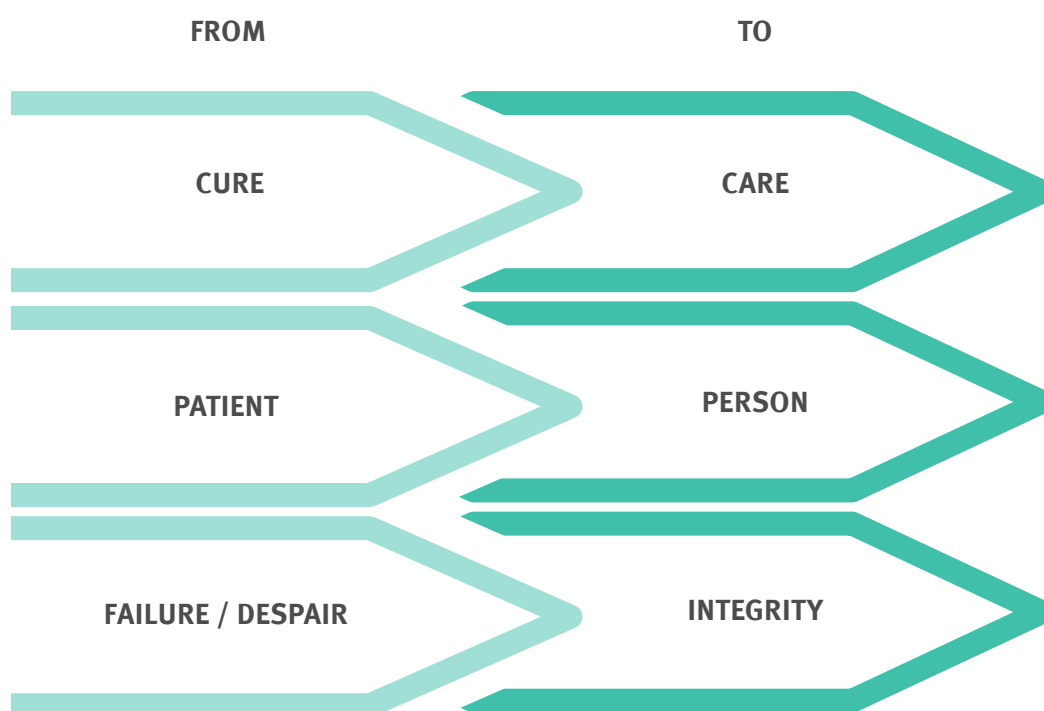 FROM
TO
CURE
CARE
PATIENT
PERSON
FAILURE / DESPAIR
INTEGRITY